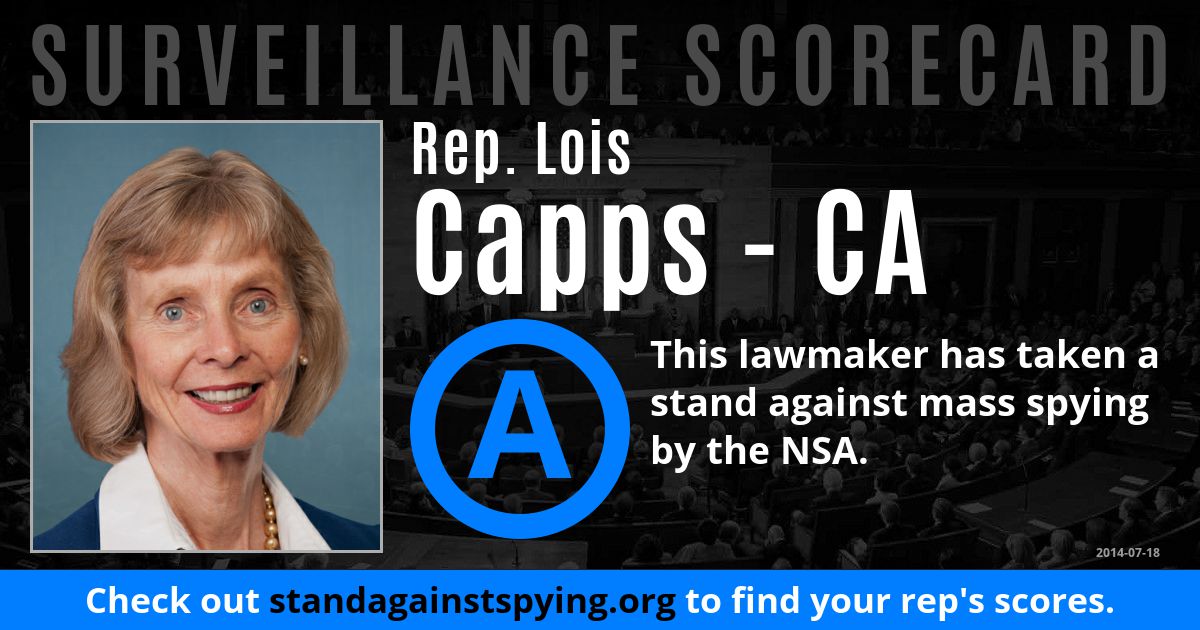 SURVEILLANCE SCORECARD
Rep. Lois
Capps - CA
A
This lawmaker has taken a
stand against mass spying
by the NSA.
2014-07-18
Check out standagainstspying.org to find your rep's scores.